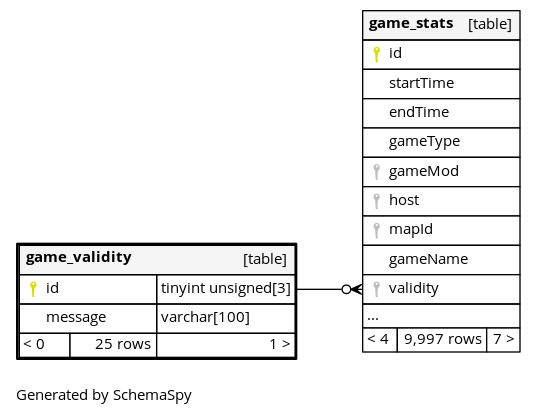 game_stats [table]
id
startTime
endTime
gameType
gameMod
host
mapId
gameName
validity
...
< 4 9,997 rows 7 >
game_validity [table]
id tinyint unsigned[3]
message varchar[100]
< 0 25 rows 1 >
Generated by SchemaSpy